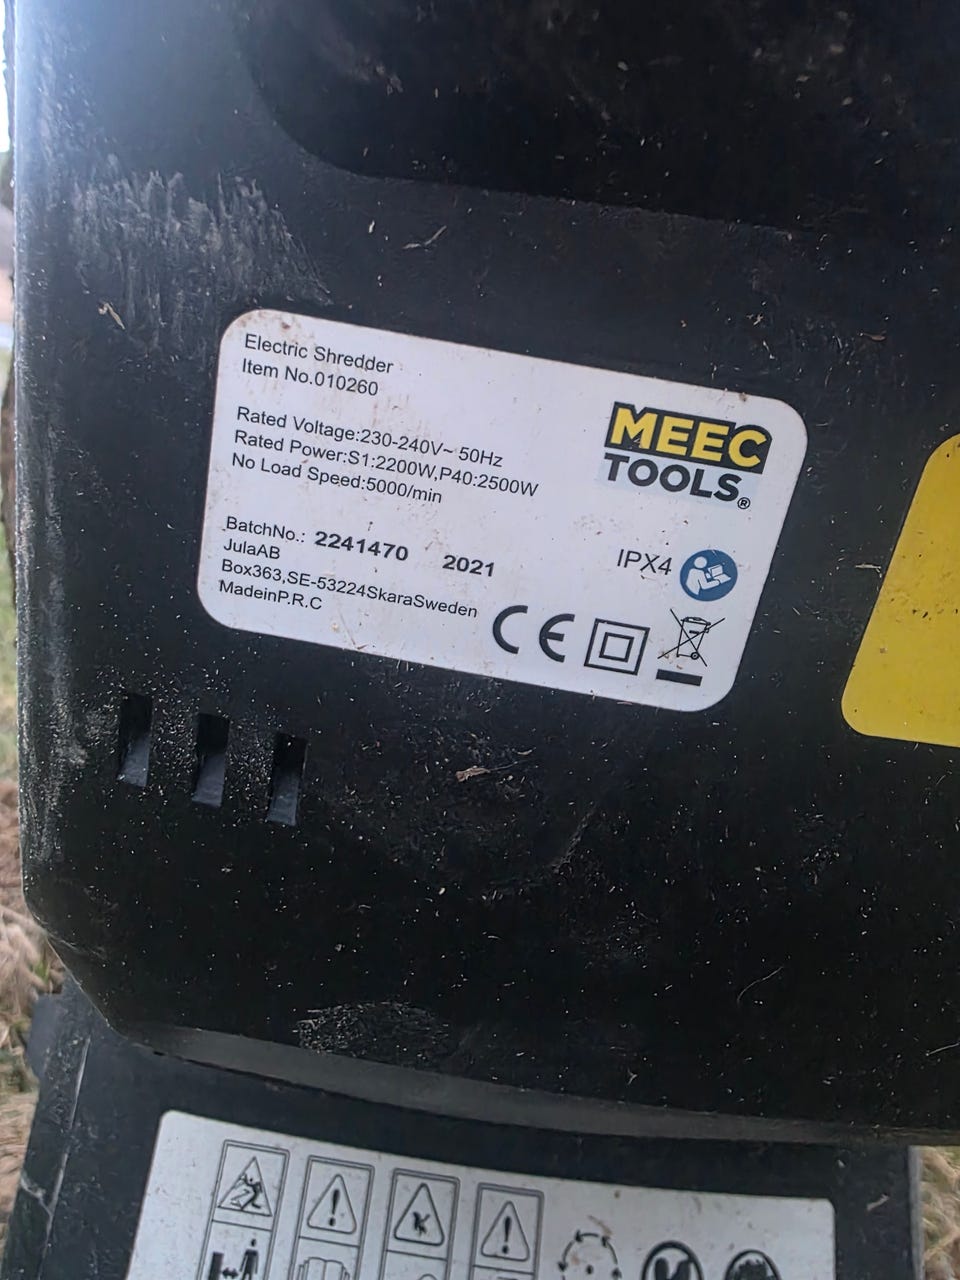 Electric Shredder
Item No.010260
Rated Voltage:230-240V~ 50Hz
Rated Power:S1:2200W,P40:2500W
No Load Speed:5000/min
MEEC
TOOLS®
BatchNo.: 2241470 2021
JulaAB
Box363,SE-53224SkaraSweden
MadeinP.R.C
IPX4
CE